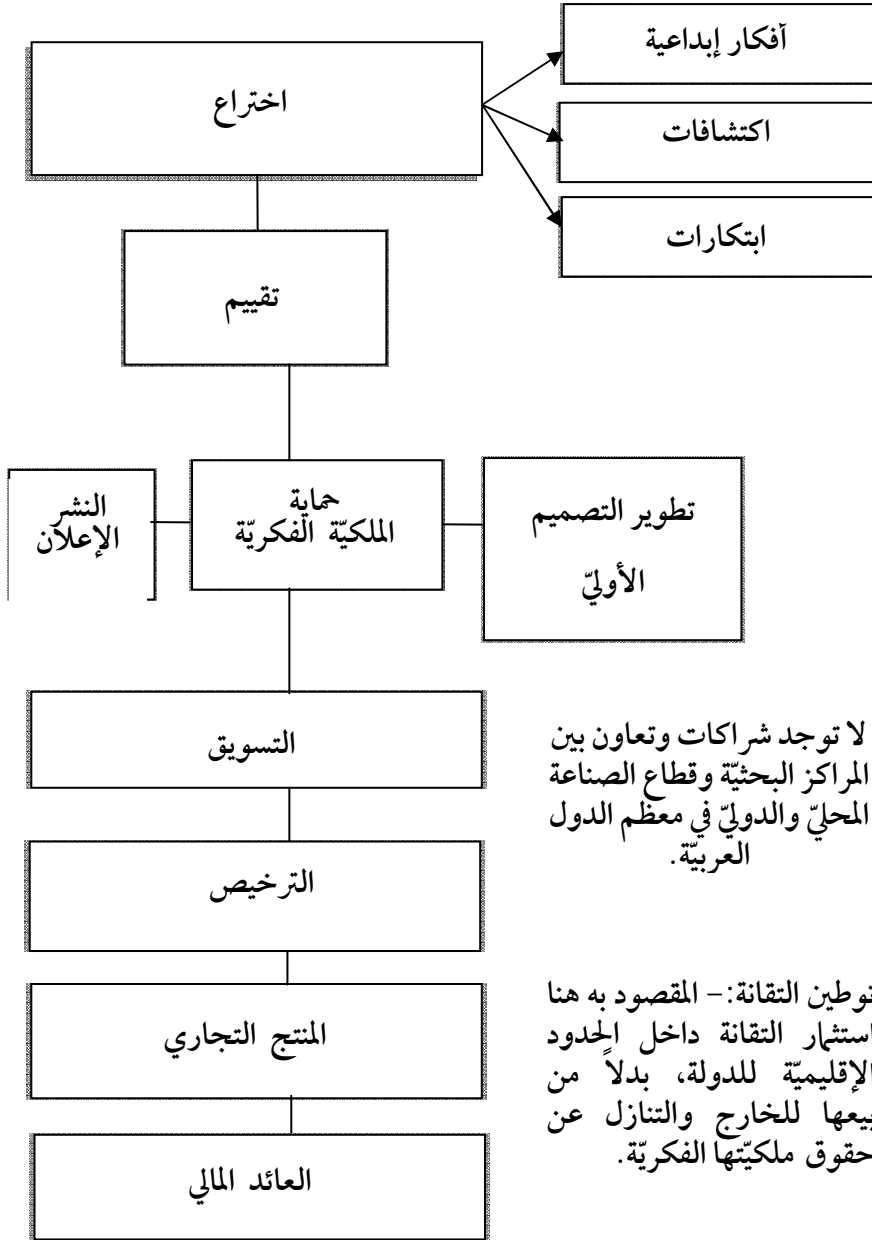 أفكار إبداعية
اختراع
اكتشافات
ابتكارات
تقييم
تطوير التصميم
الأوليّ
حماية
الملكيّة الفكريّة
النشر
الإعلان
التسويق
لا توجد شراكات وتعاون بين
المراكز البحثيّة وقطاع الصناعة
المحليّ والدوليّ في معظم الدول
العربيّة.
الترخيص
توطين التقانة:– المقصود به هنا
استثمار التقانة داخل الحدود
الإقليميّة للدولة، بدلاً من
بيعها للخارج والتنازل عن
حقوق ملكيّتها الفكريّة.
المنتج التجاري
العائد المالي